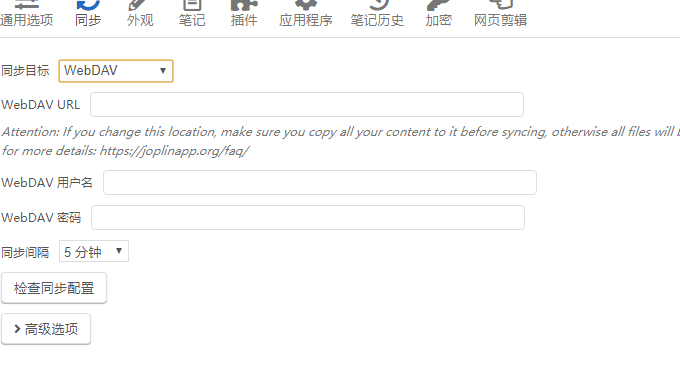 通用选项 同步 外观 笔记 插件 应用程序 笔记历史 加密 网页剪辑
同步目标 WebDAV
WebDAV URL
Attention: If you change this location, make sure you copy all your content to it before syncing, otherwise all files will
for more details: https://joplinapp.org/faq/
WebDAV 用户名
WebDAV 密码
同步间隔 5 分钟
检查同步配置
高级选项